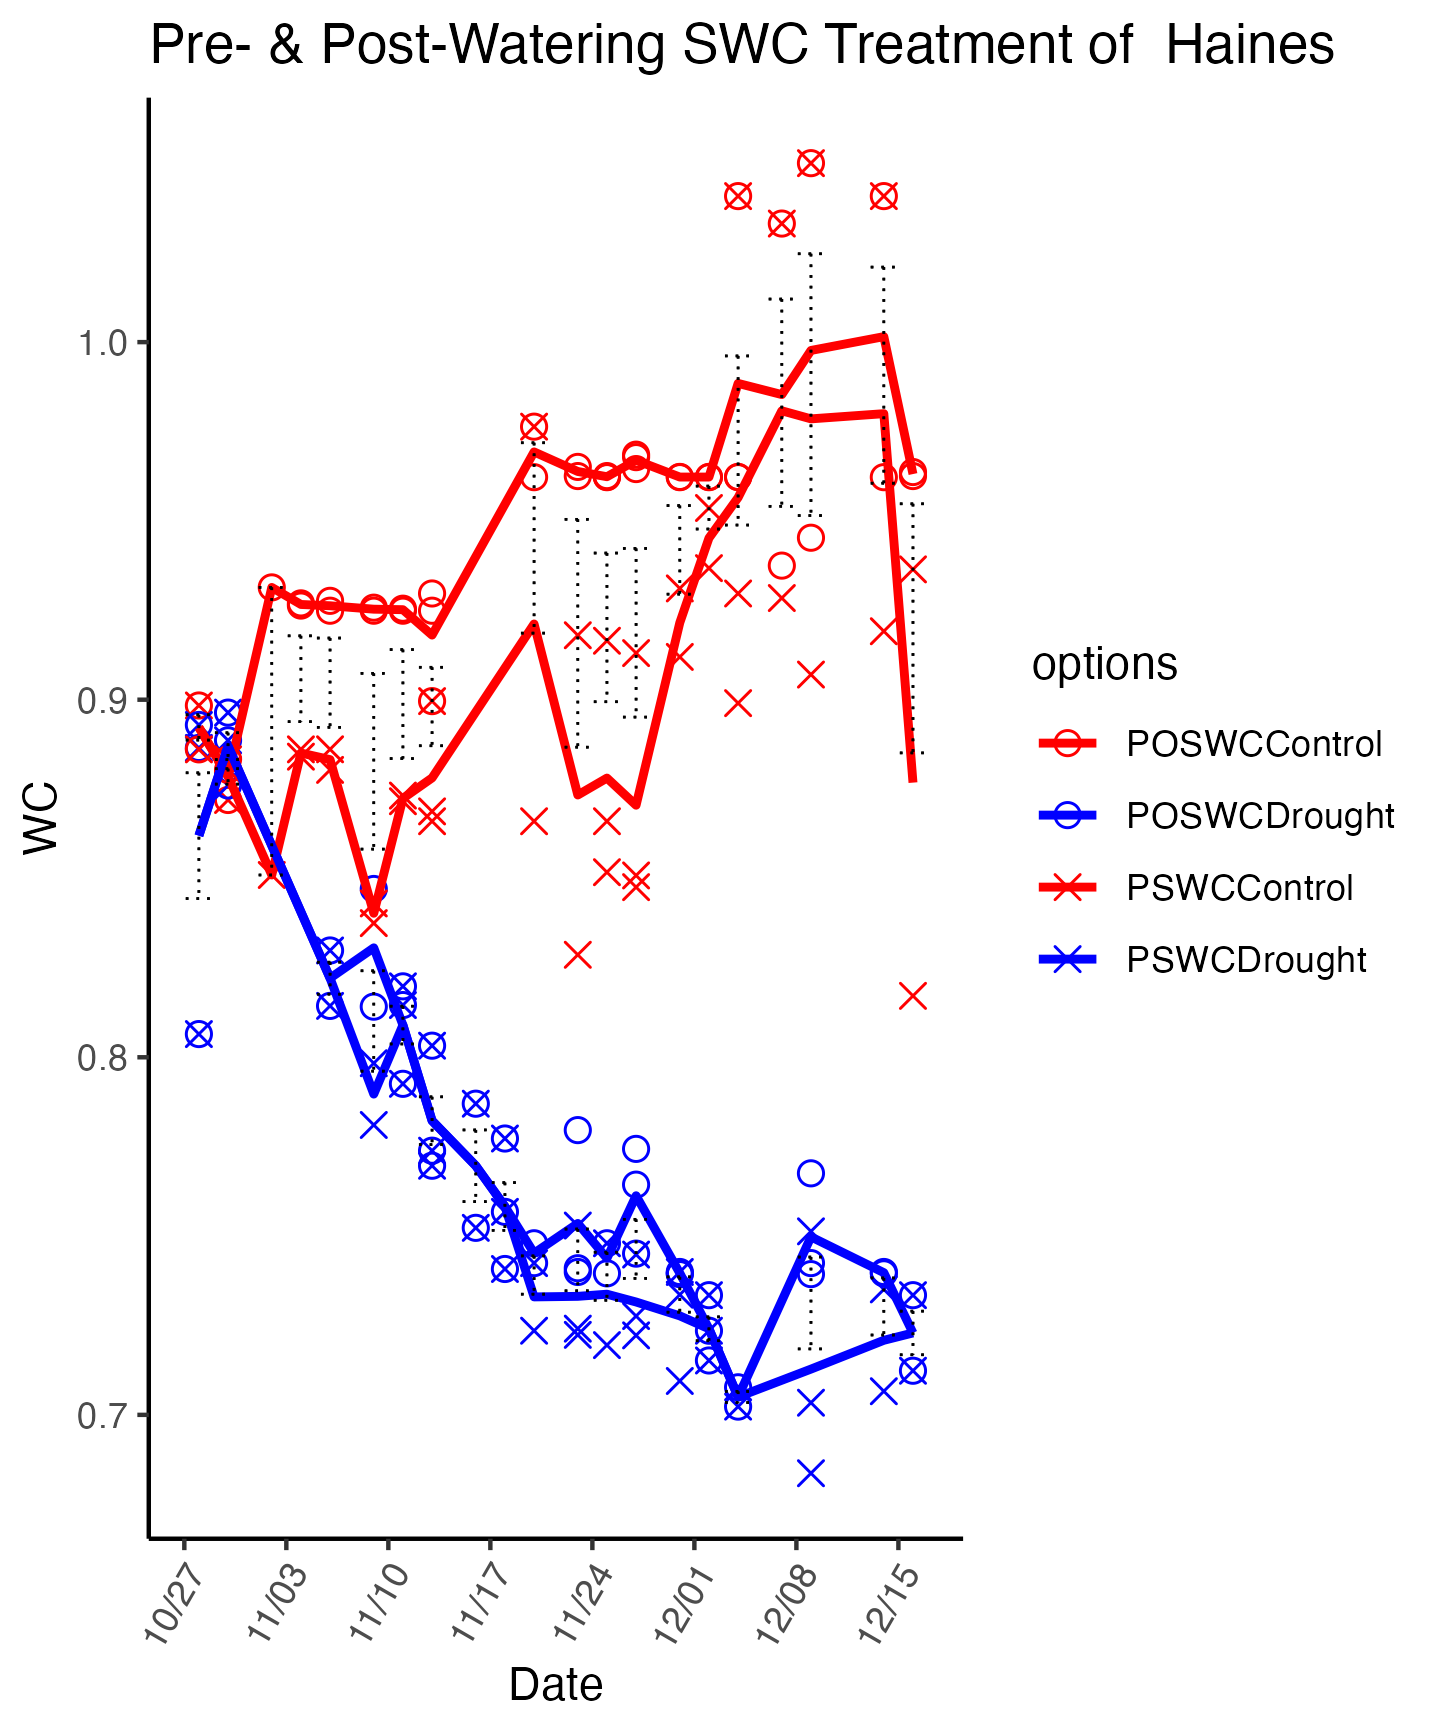 Pre- & Post-Watering SWC Treatment of  Haines
1.0
0.9
0.8
0.7
WC
10/27
11/03
11/10
11/17
11/24
12/01
12/08
12/15
Date
options
POSWCControl
POSWCDrought
PSWCControl
PSWCDrought